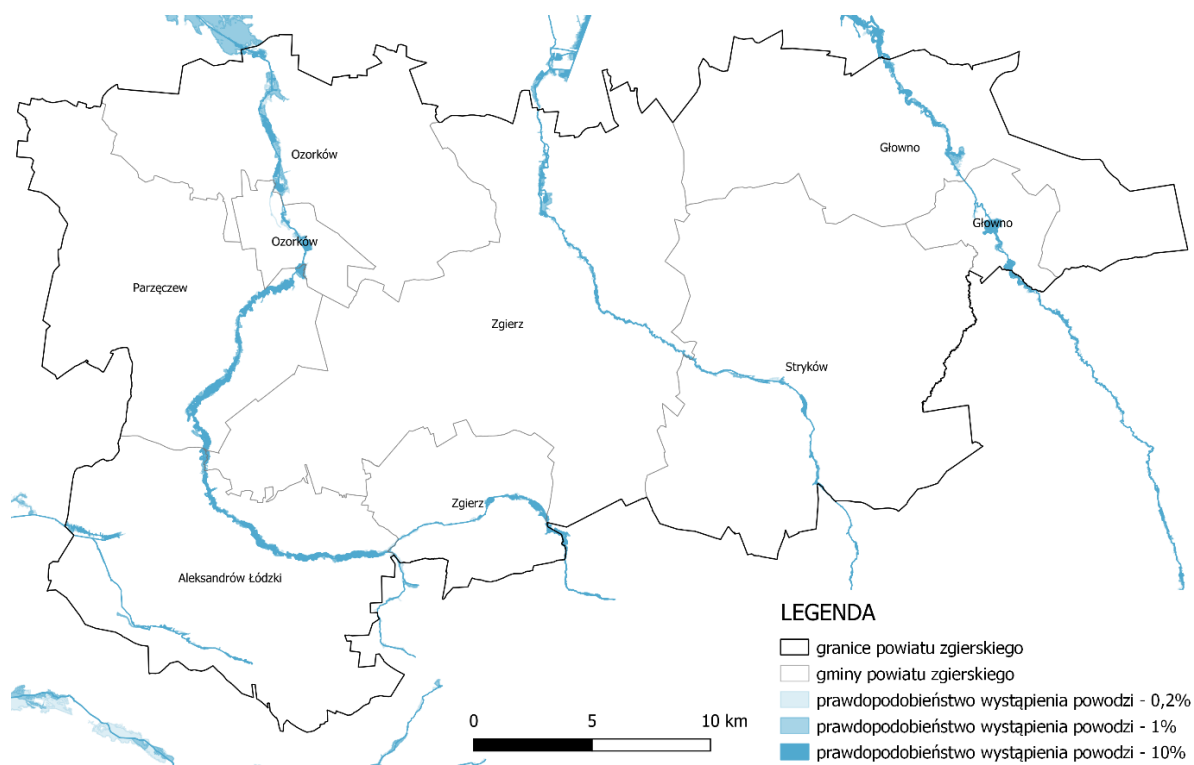 Ozorków
Głowno
Ozorków
Głowno
Parzęczew
Zgierz
Stryków
Zgierz
Aleksandrów Łódzki
LEGENDA
granice powiatu zgierskiego
gminy powiatu zgierskiego
prawdopodobieństwo wystąpienia powodzi - 0,2%
prawdopodobieństwo wystąpienia powodzi - 1%
prawdopodobieństwo wystąpienia powodzi - 10%
0 5 10 km